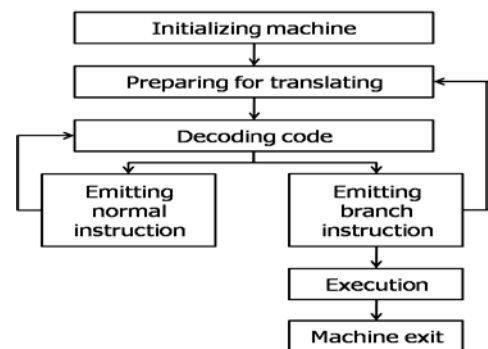 Initializing machine
Preparing for translating
Decoding code
Emitting
normal
instruction
Emitting
branch
instruction
Execution
Machine exit